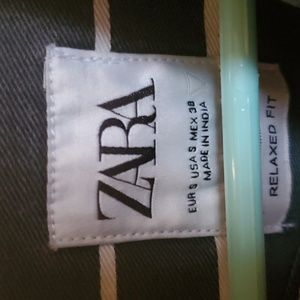 ZARA
EUR S USA S MEX 38
MADE IN INDIA
RELAXED FIT